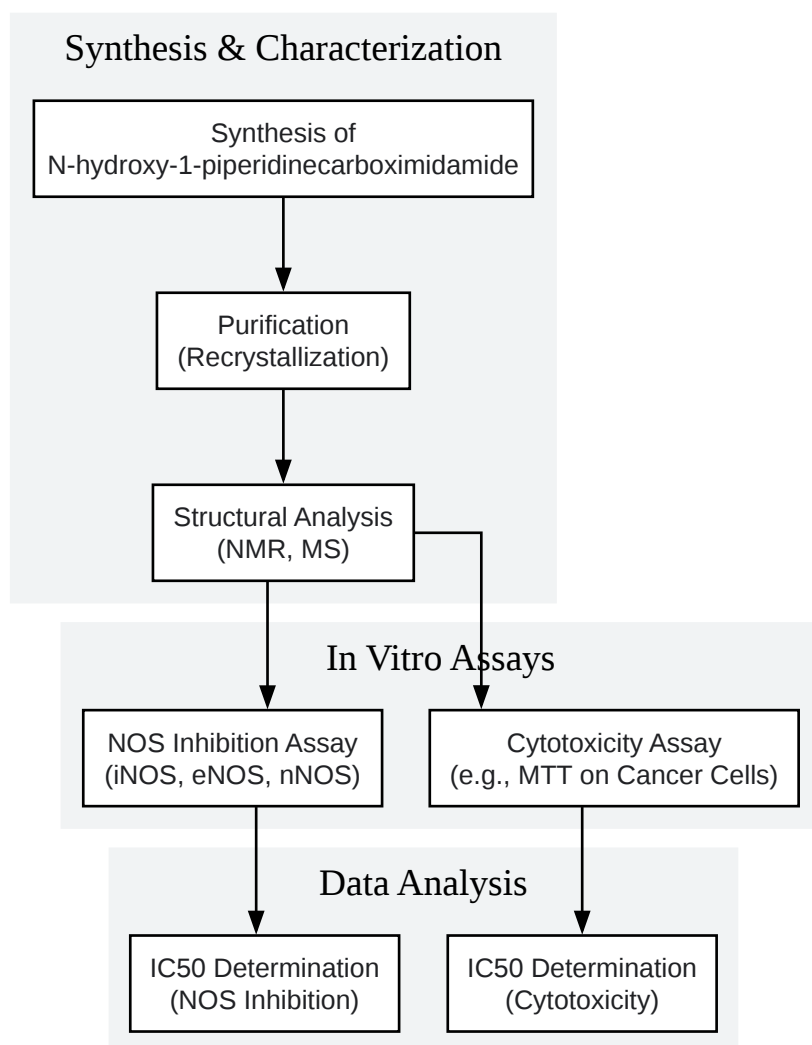 Synthesis & Characterization
Synthesis of
N-hydroxy-1-piperidinecarboximidamide
Purification
(Recrystallization)
Structural Analysis
(NMR, MS)
In Vitro Assays
NOS Inhibition Assay
(iNOS, eNOS, nNOS)
Cytotoxicity Assay
(e.g., MTT on Cancer Cells)
Data Analysis
IC50 Determination
(NOS Inhibition)
IC50 Determination
(Cytotoxicity)